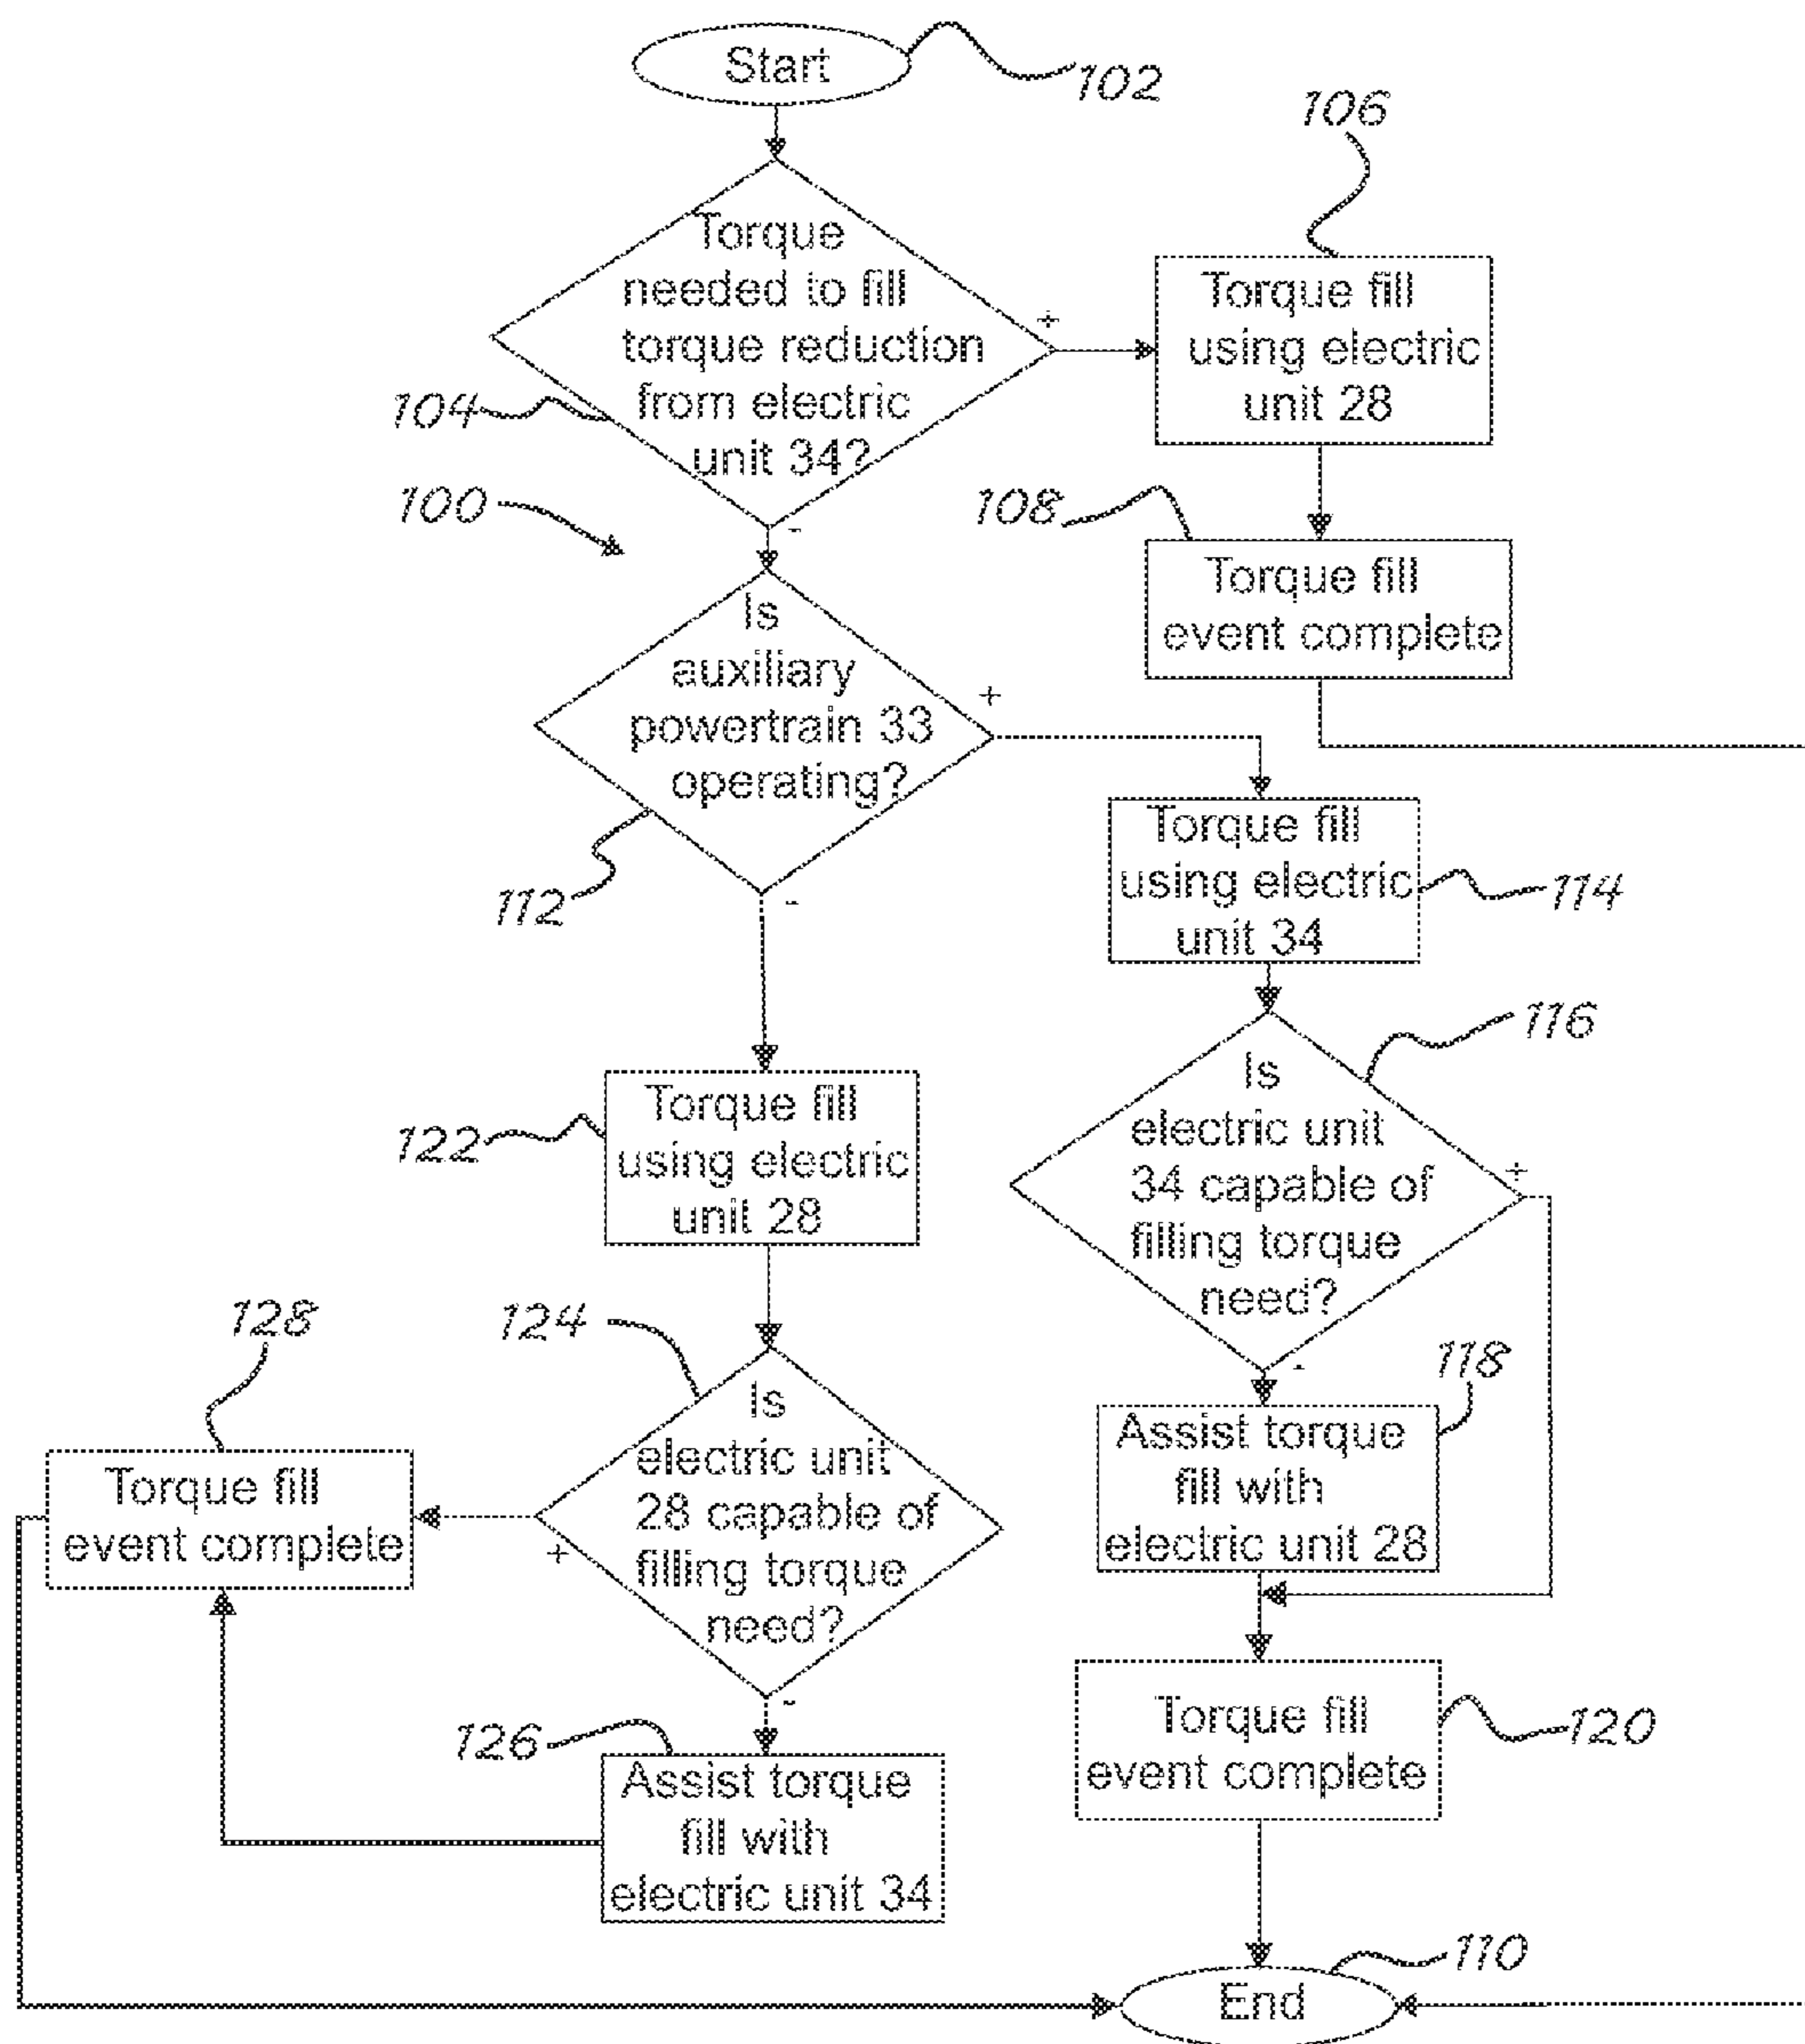 Start
102
106
Torque
needed to fill
torque reduction
from electric
unit 34?
+
-
104
Torque fill
using electric
unit 28
100
108
Torque fill
event complete
Is
auxiliary
powertrain 33
operating?
+
-
112
Torque fill
using electric
unit 34
114
116
Is
electric unit
34 capable of
filling torque
need?
+
-
122
Torque fill
using electric
unit 28
128
124
118
Is
electric unit
28 capable of
filling torque
need?
+
-
Torque fill
event complete
Assist torque
fill with
electric unit 28
126
Assist torque
fill with
electric unit 34
Torque fill
event complete
120
110
End